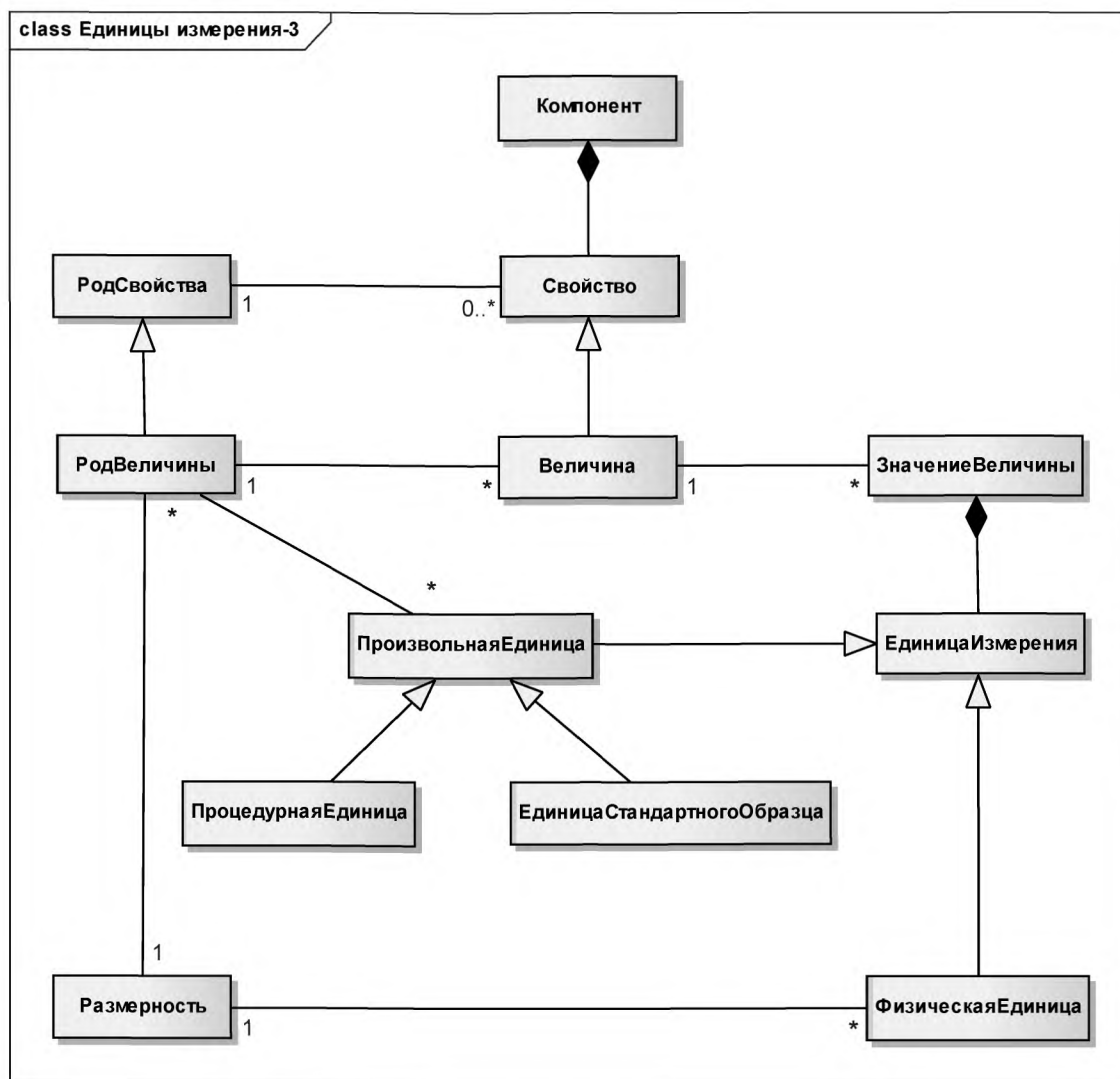 class Единицы измерения-3
Компонент
РодСвойства
1
0..*
Свойство
РодВеличины
1
*
Величина
1
*
ЗначениеВеличины
*
*
ПроизвольнаяЕдиница
ЕдиницаИзмерения
ПроцедурнаяЕдиница
ЕдиницаСтандартногоОбразца
1
Размерность
1
*
ФизическаяЕдиница